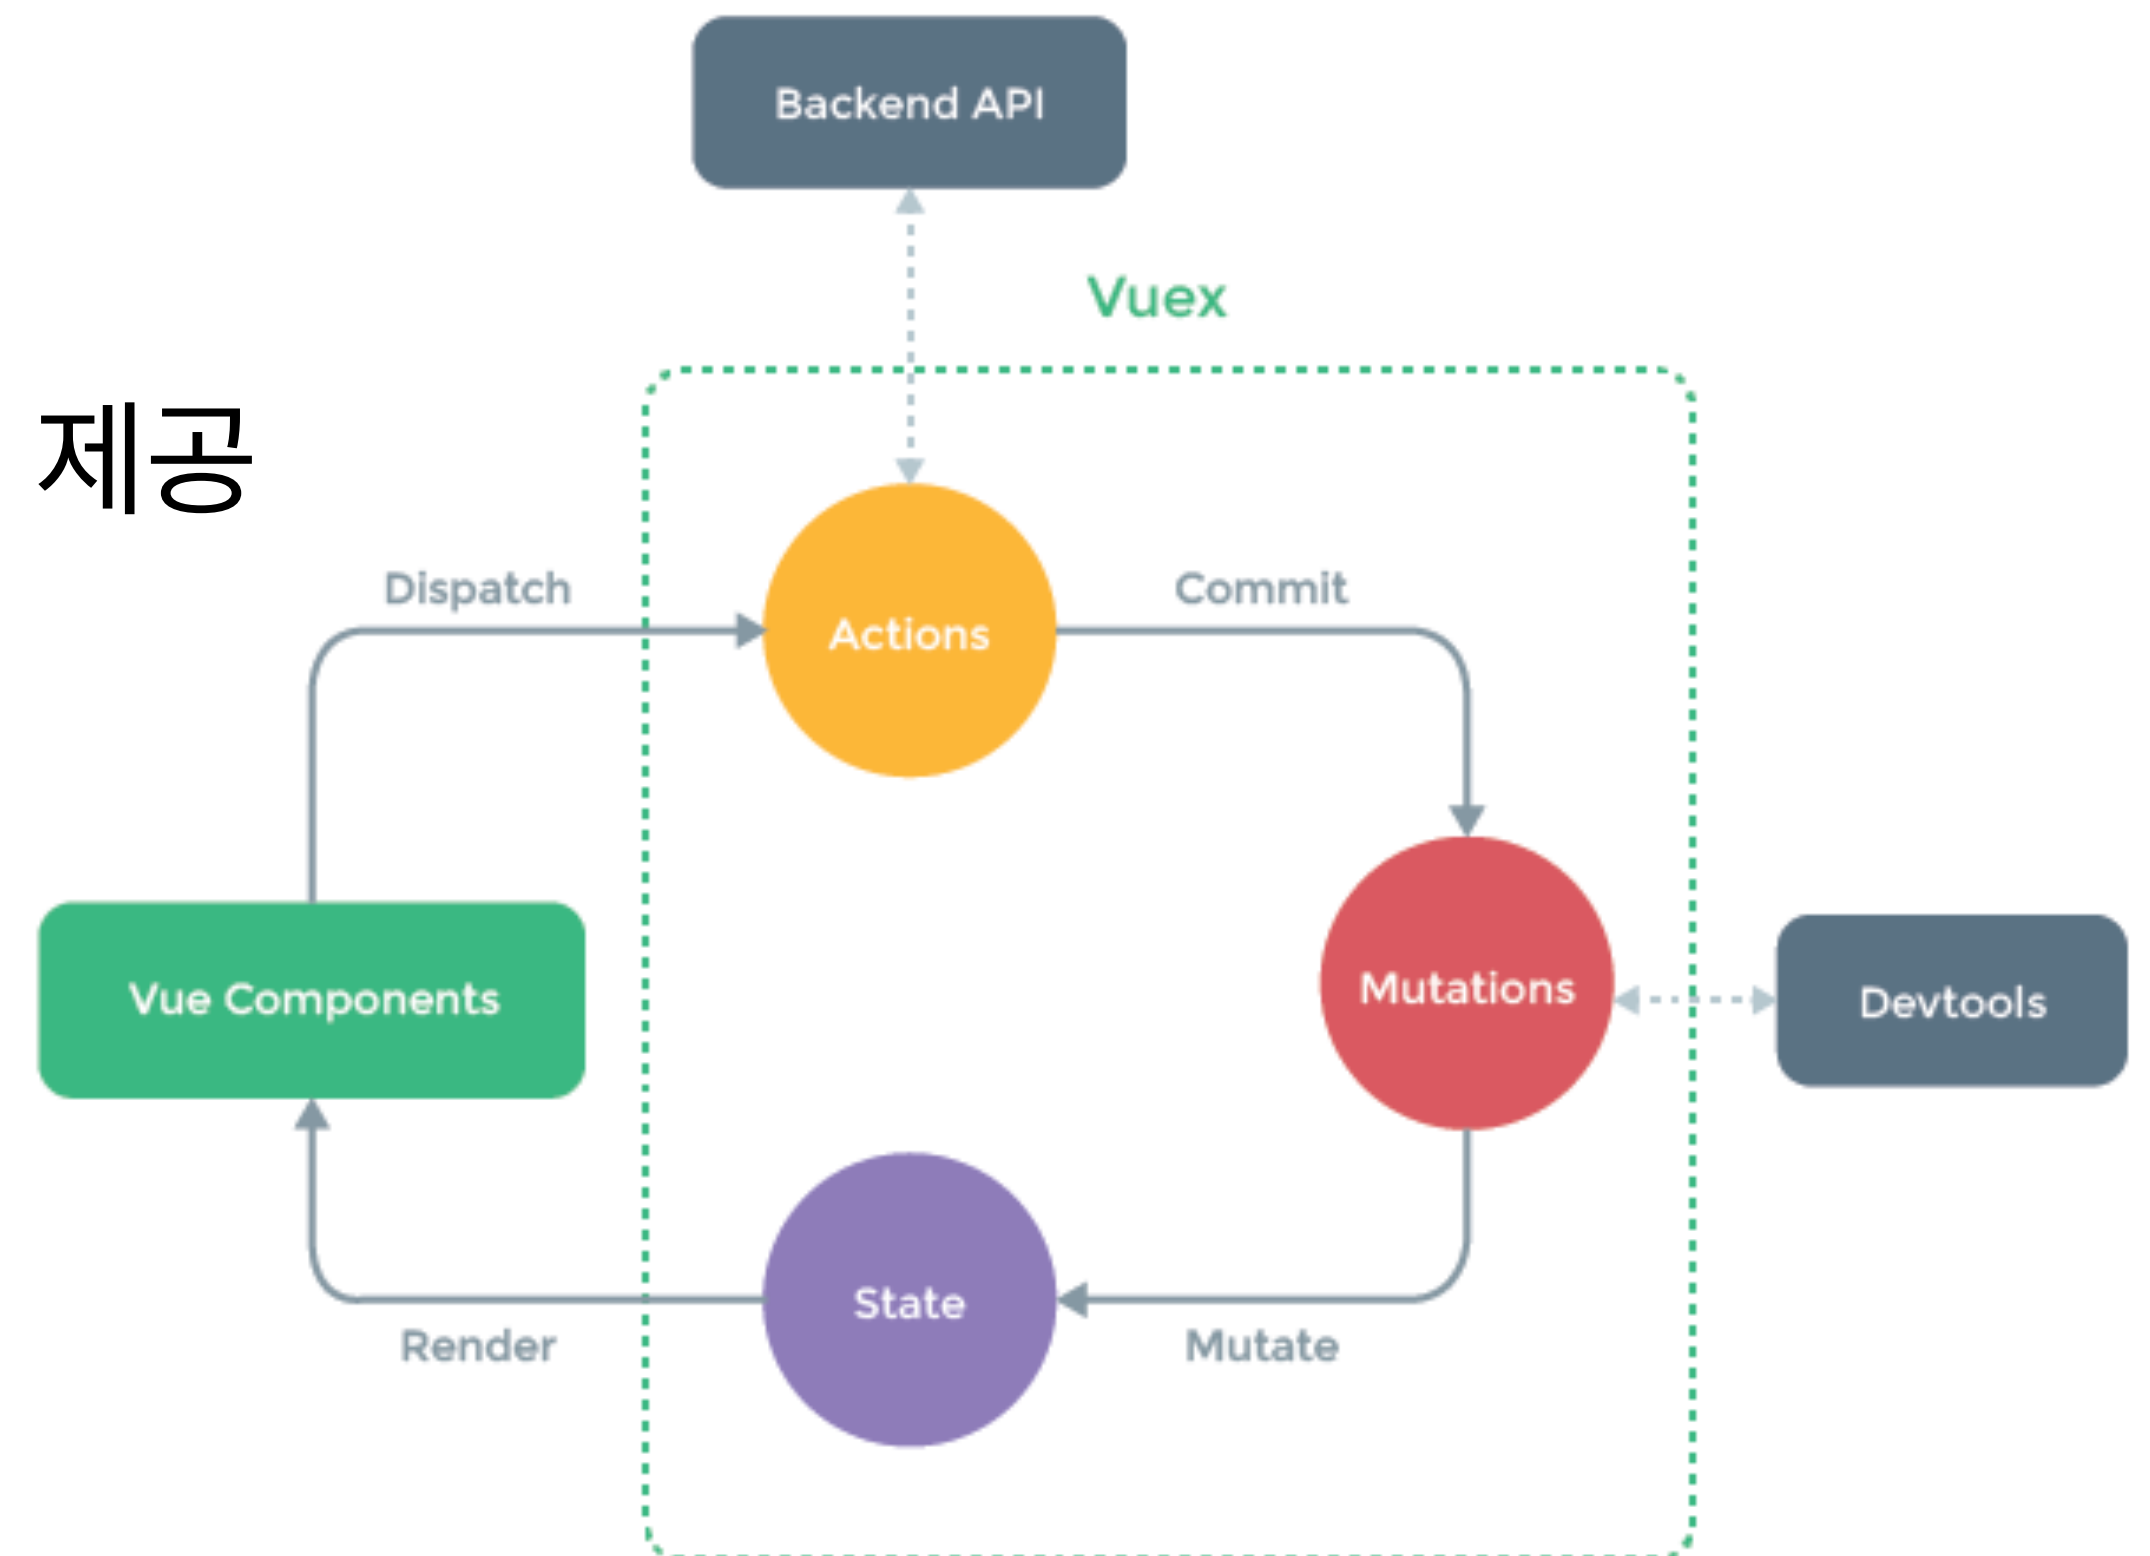 Backend API
Vuex
제공
Dispatch
Commit
Actions
Vue Components
Mutations
Devtools
State
Render
Mutate